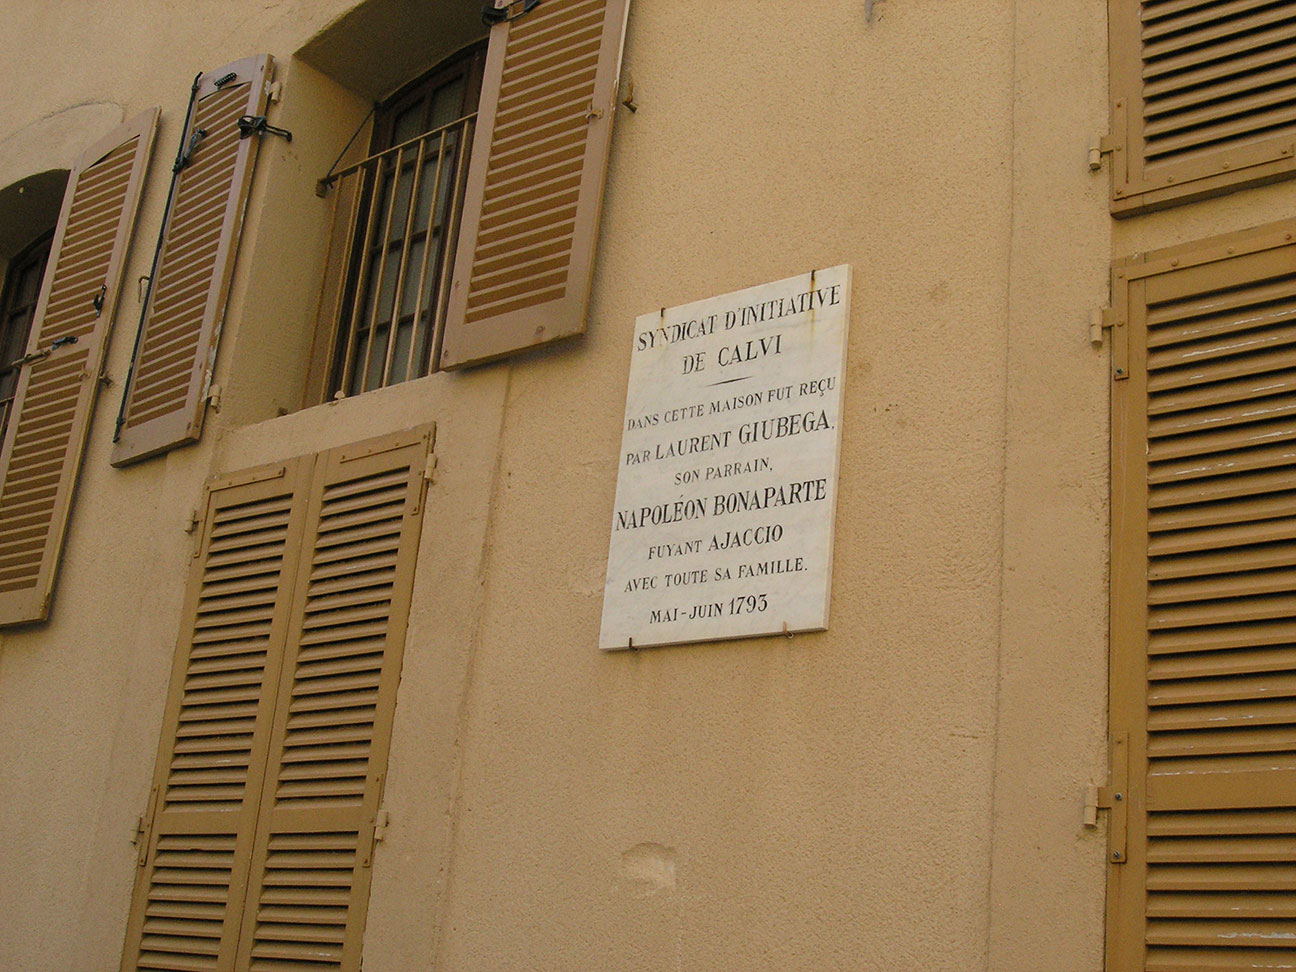 SYNDICAT D'INITIATIVE
DE CALVI
DANS CETTE MAISON FUT REÇU
PAR LAURENT GIUBEGA,
SON PARRAIN,
NAPOLÉON BONAPARTE
FUYANT AJACCIO
AVEC TOUTE SA FAMILLE.
MAI-JUIN 1793